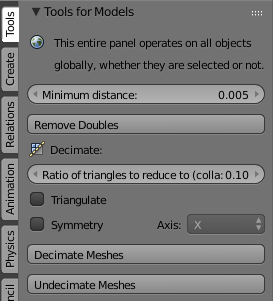 Tools
Create
Relations
Animation
Physics
Tools for Models
This entire panel operates on all objects
globally, whether they are selected or not.
Minimum distance: 0.005
Remove Doubles
Decimate:
Ratio of triangles to reduce to (colla: 0.10
Triangulate
Symmetry Axis: X
Decimate Meshes
Undecimate Meshes
ncil